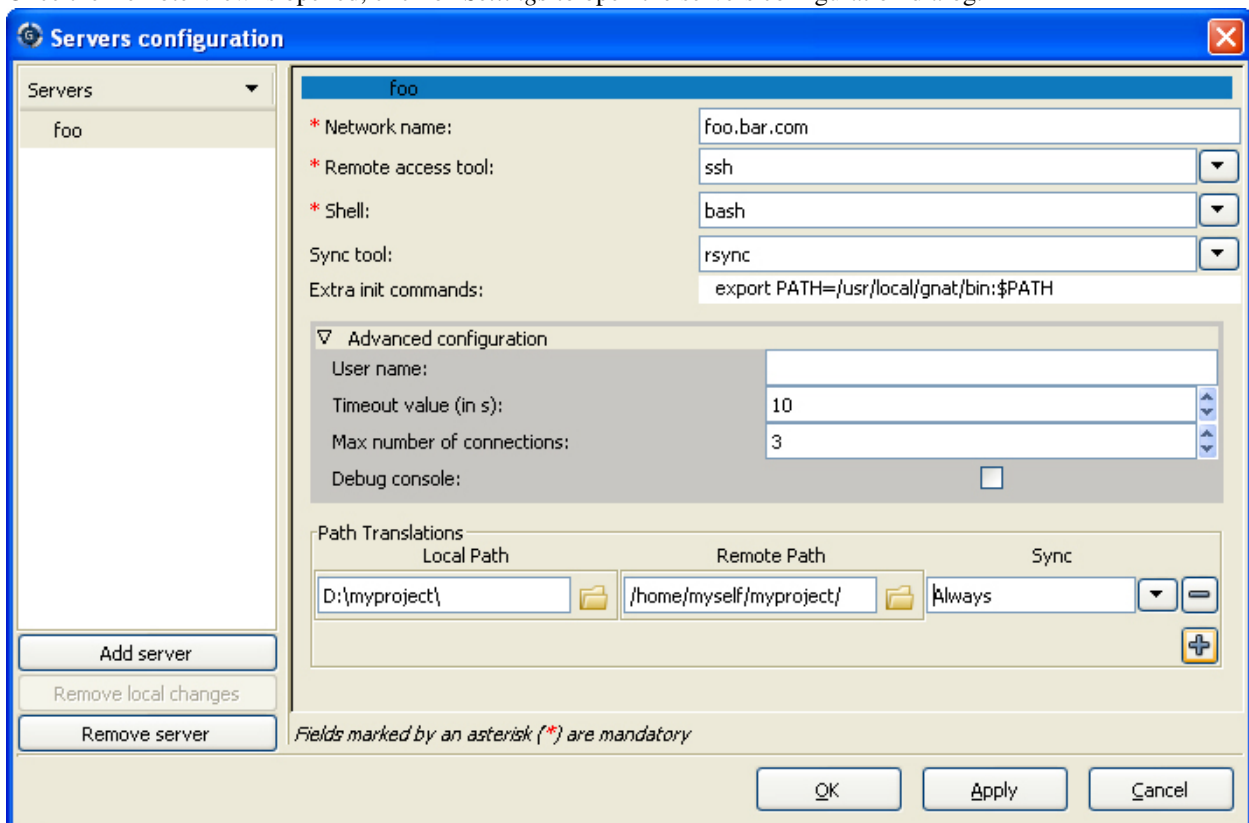 Servers configuration
Servers
foo
foo
* Network name:
foo.bar.com
* Remote access tool:
ssh
* Shell:
bash
Sync tool:
rsync
Extra init commands:
export PATH=/usr/local/gnat/bin:$PATH
Advanced configuration
User name:
Timeout value (in s):
10
Max number of connections:
3
Debug console:
Path Translations
Local Path Remote Path Sync
D:\myproject\ /home/myself/myproject/ Always
Add server
Remove local changes
Remove server
Fields marked by an asterisk (*) are mandatory
OK Apply Cancel